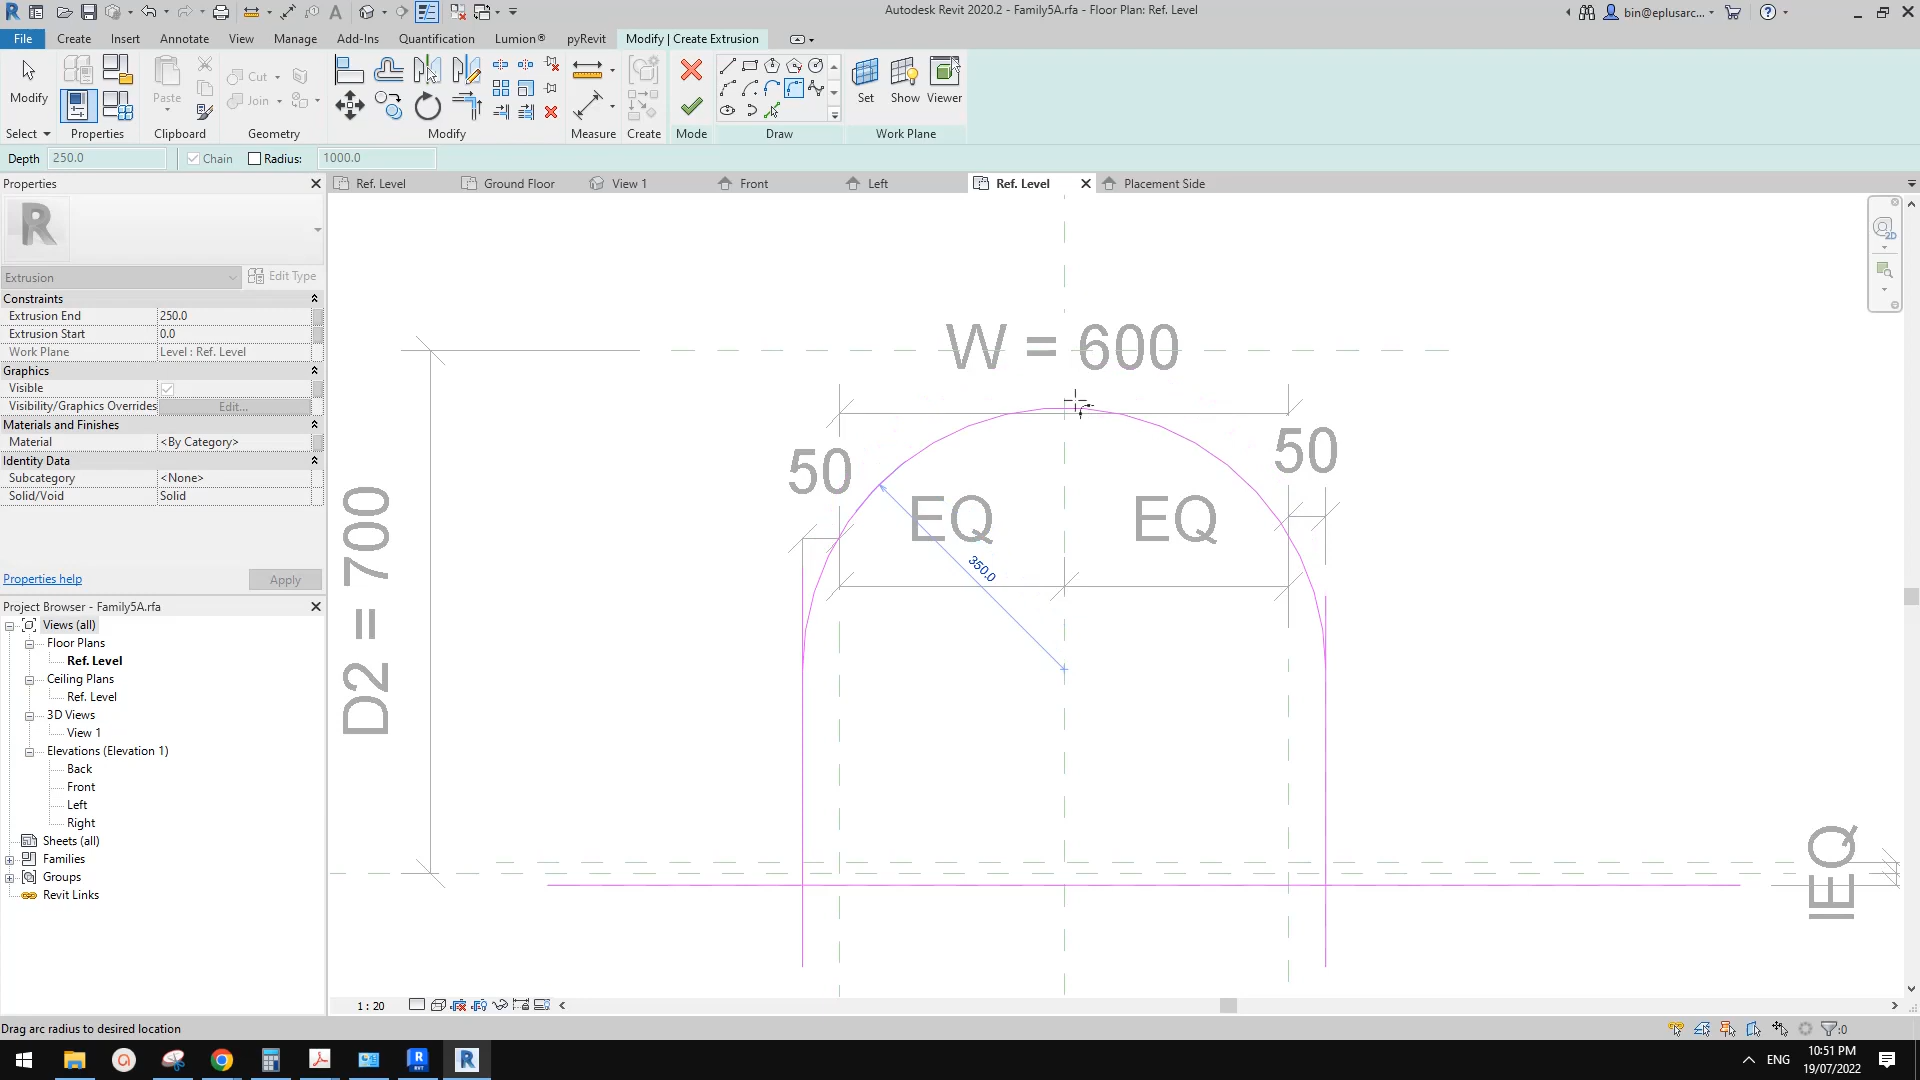 Autodesk Revit 2020.2 - Family5A.rfa - Floor Plan: Ref. Level
bin@eplusarc...
File
Create
Insert
Annotate
View
Manage
Add-Ins
Quantification
Lumion®
pyRevit
Modify | Create Extrusion
Modify
Paste
Cut
Join
Set
Show
Viewer
Select
Properties
Clipboard
Geometry
Modify
Measure
Create
Mode
Draw
Work Plane
Depth
250.0
Chain
Radius:
1000.0
Properties
Ref. Level
Ground Floor
View 1
Front
Left
Ref. Level
Placement Side
Extrusion
Edit Type
Constraints
Extrusion End
250.0
Extrusion Start
0.0
Work Plane
Level : Ref. Level
Graphics
Visible
Visibility/Graphics Overrides
Edit...
Materials and Finishes
Material
<By Category>
Identity Data
Subcategory
<None>
Solid/Void
Solid
Properties help
Apply
Project Browser - Family5A.rfa
Views (all)
Floor Plans
Ref. Level
Ceiling Plans
Ref. Level
3D Views
View 1
Elevations (Elevation 1)
Back
Front
Left
Right
Sheets (all)
Families
Groups
Revit Links
W = 600
50
50
EQ
EQ
350.0
D2 = 700
EQ
2D
1 : 20
Drag arc radius to desired location
:0
ENG
10:51 PM
19/07/2022